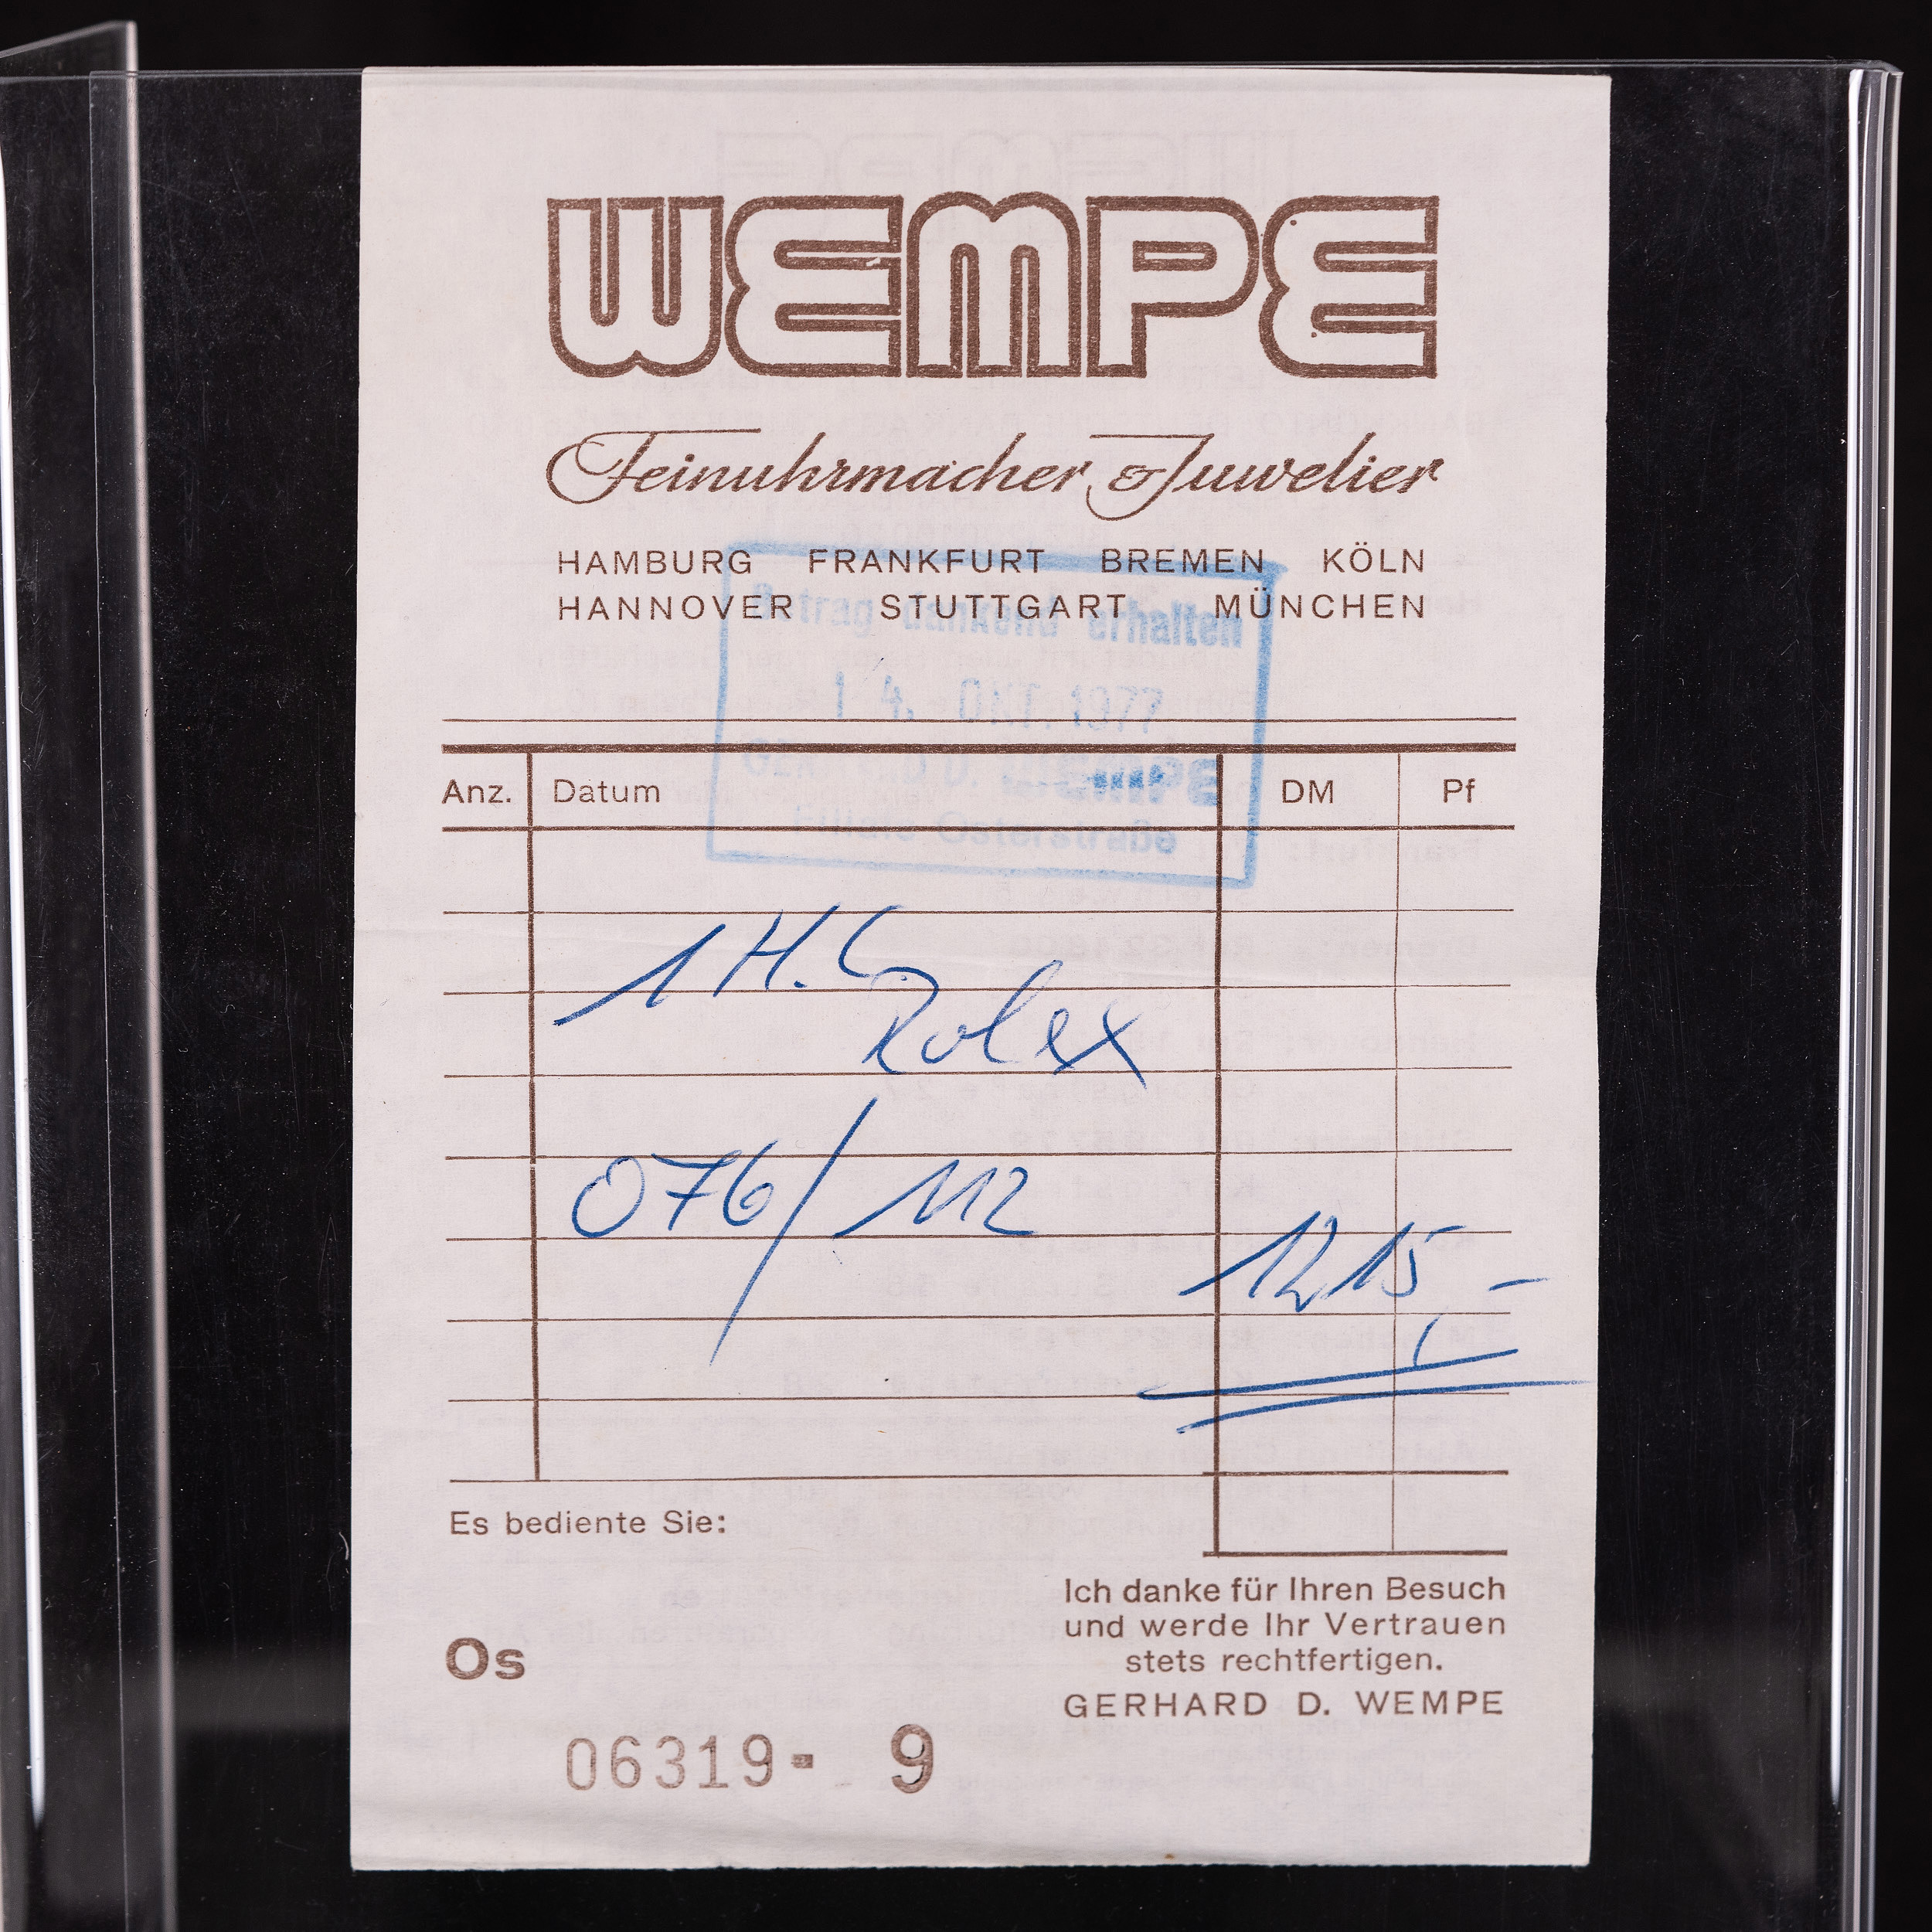 WEMPE
Feinuhrmacher & Juwelier
HAMBURG FRANKFURT BREMEN KÖLN
HANNOVER STUTTGART MÜNCHEN
Betrag dankend erhalten
14. OKT. 1977
D. WEMPE
Filiale Osterstraße
Anz. Datum DM Pf
1 H.
Rolex
076/112
1215,-
Es bediente Sie:
Ich danke für Ihren Besuch
und werde Ihr Vertrauen
stets rechtfertigen.
GERHARD D. WEMPE
Os
06319- 9